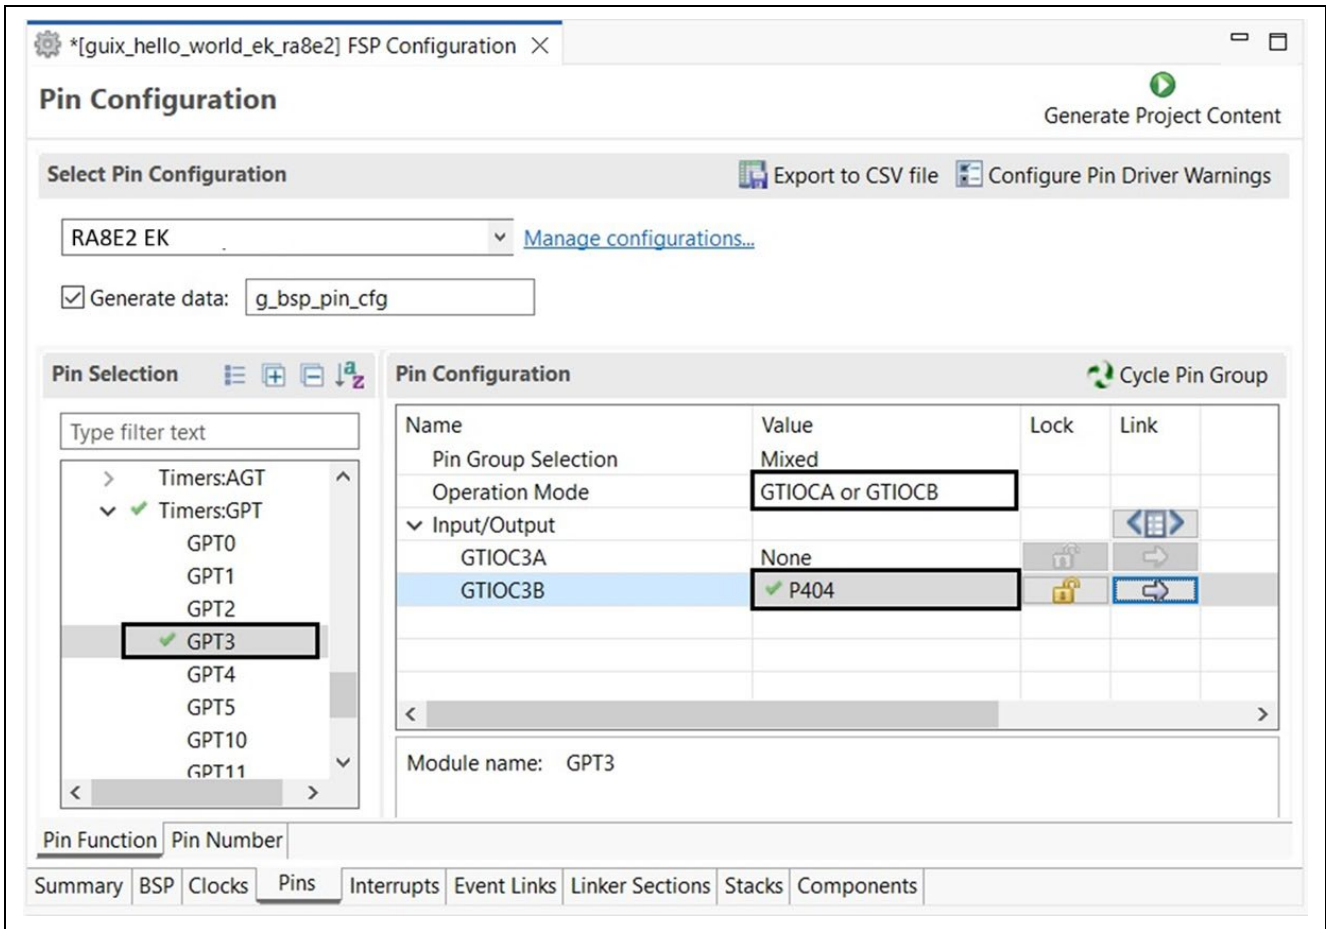 *[guix_hello_world_ek_ra8e2] FSP Configuration
Pin Configuration
Generate Project Content
Select Pin Configuration
Export to CSV file
Configure Pin Driver Warnings
RA8E2 EK
Manage configurations...
Generate data:
g_bsp_pin_cfg
Pin Selection
Type filter text
Timers:AGT
Timers:GPT
GPT0
GPT1
GPT2
GPT3
GPT4
GPT5
GPT10
GPT11
Pin Configuration
Cycle Pin Group
Name Value Lock Link
Pin Group Selection Mixed
Operation Mode GTIOCA or GTIOCB
Input/Output
GTIOC3A None
GTIOC3B P404
Module name: GPT3
Pin Function Pin Number
Summary BSP Clocks Pins Interrupts Event Links Linker Sections Stacks Components